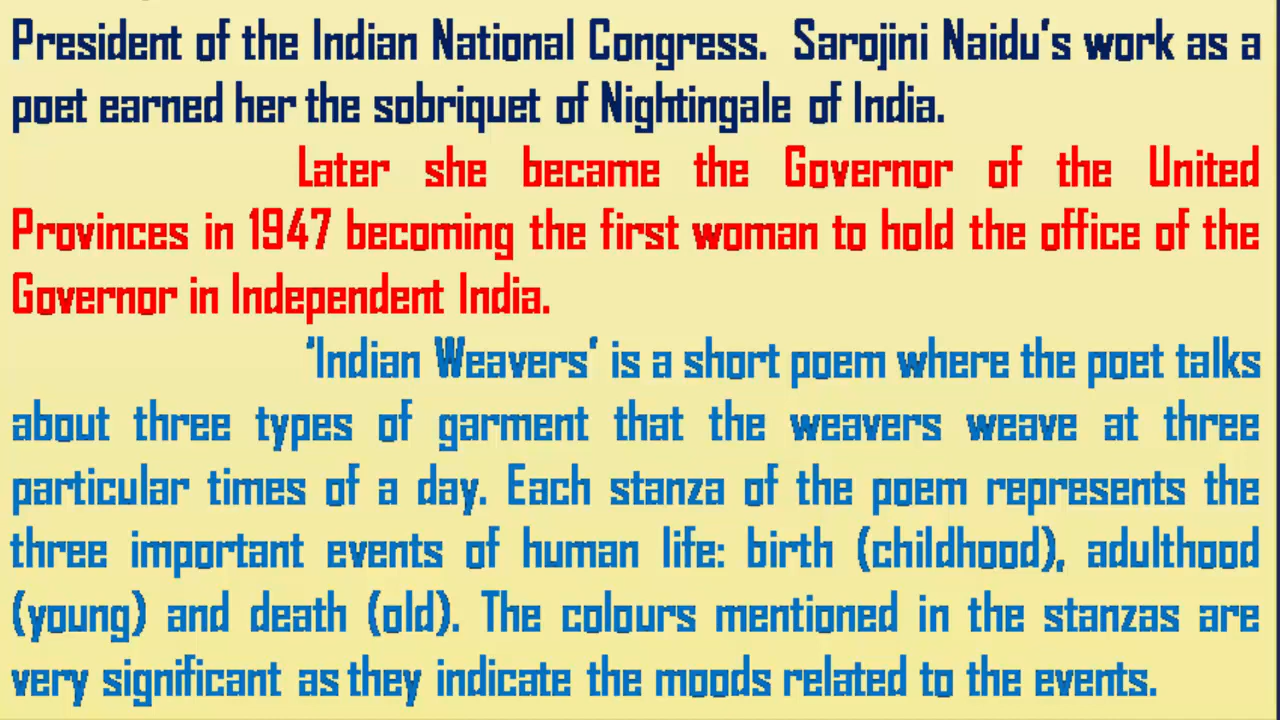 President of the Indian National Congress. Sarojini Naidu‘s work as a
poet earned her the sobriquet of Nightingale of India.
Later she became the Governor of the United
Provinces in 1947 becoming the first woman to hold the office of the
Governor in Independent India.
‘Indian Weavers‘ is a short poem where the poet talks
about three types of garment that the weavers weave at three
particular times of a day. Each stanza of the poem represents the
three important events of human life: birth (childhood), adulthood
(young) and death (old). The colours mentioned in the stanzas are
very significant as they indicate the moods related to the events.